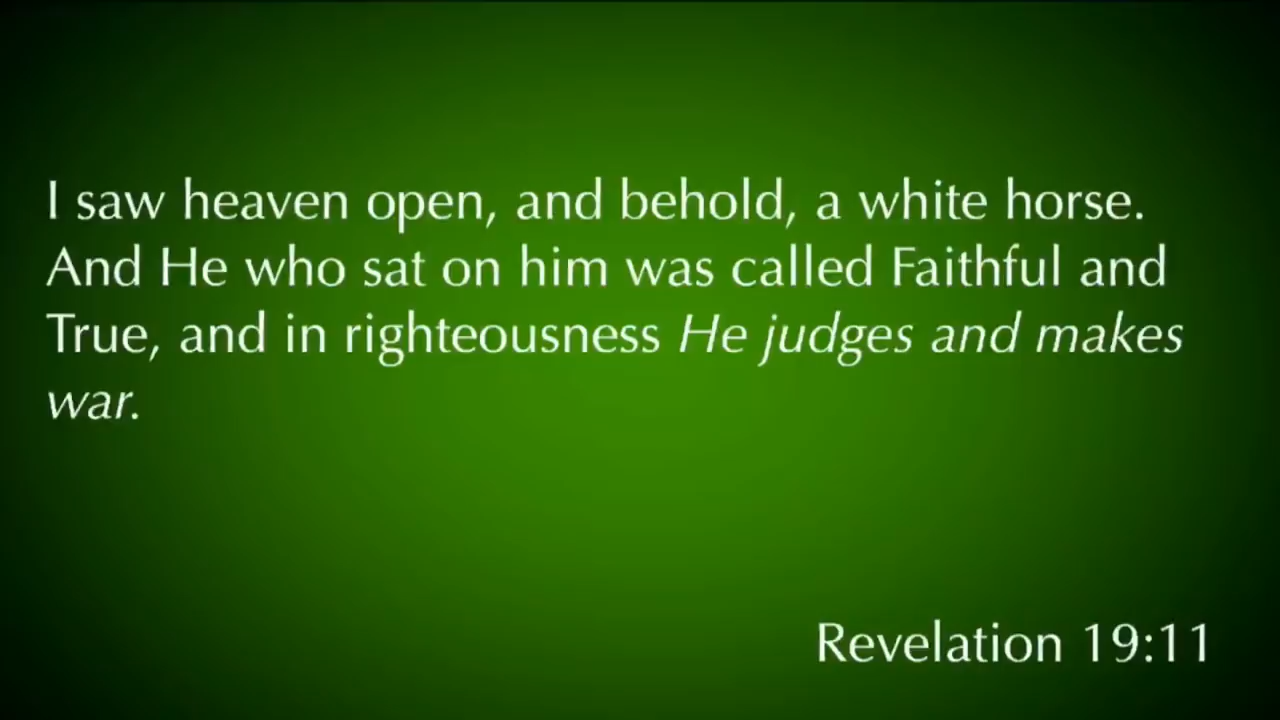 I saw heaven open, and behold, a white horse.
And He who sat on him was called Faithful and
True, and in righteousness He judges and makes
war.
Revelation 19:11